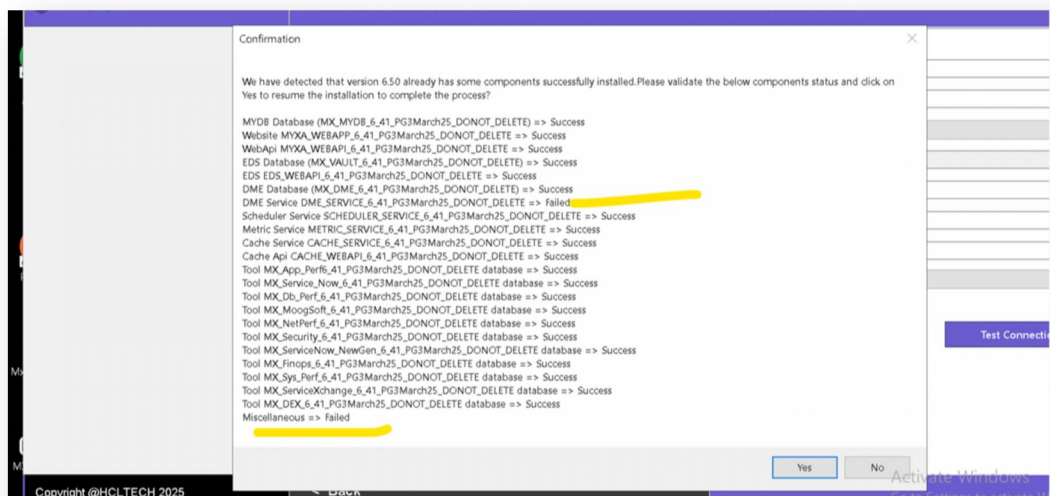 Confirmation
We have detected that version 6.50 already has some components successfully installed.Please validate the below components status and click on
Yes to resume the installation to complete the process?
MYDB Database (MX_MYDB_6_41_PG3March25_DONOT_DELETE) => Success
Website MYXA_WEBAPP_6_41_PG3March25_DONOT_DELETE => Success
WebApi MYXA_WEBAPI_6_41_PG3March25_DONOT_DELETE => Success
EDS Database (MX_VAULT_6_41_PG3March25_DONOT_DELETE) => Success
EDS EDS_WEBAPI_6_41_PG3March25_DONOT_DELETE => Success
DME Database (MX_DME_6_41_PG3March25_DONOT_DELETE) => Success
DME Service DME_SERVICE_6_41_PG3March25_DONOT_DELETE => Failed
Scheduler Service SCHEDULER_SERVICE_6_41_PG3March25_DONOT_DELETE => Success
Metric Service METRIC_SERVICE_6_41_PG3March25_DONOT_DELETE => Success
Cache Service CACHE_SERVICE_6_41_PG3March25_DONOT_DELETE => Success
Cache Api CACHE_WEBAPI_6_41_PG3March25_DONOT_DELETE => Success
Tool MX_App_Perf6_41_PG3March25_DONOT_DELETE database => Success
Tool MX_Service_Now_6_41_PG3March25_DONOT_DELETE database => Success
Tool MX_Db_Perf_6_41_PG3March25_DONOT_DELETE database => Success
Tool MX_MoogSoft_6_41_PG3March25_DONOT_DELETE database => Success
Tool MX_NetPerf_6_41_PG3March25_DONOT_DELETE database => Success
Tool MX_Security_6_41_PG3March25_DONOT_DELETE database => Success
Tool MX_ServiceNow_NewGen_6_41_PG3March25_DONOT_DELETE database => Success
Tool MX_Finops_6_41_PG3March25_DONOT_DELETE database => Success
Tool MX_Sys_Perf_6_41_PG3March25_DONOT_DELETE database => Success
Tool MX_ServiceXchange_6_41_PG3March25_DONOT_DELETE database => Success
Tool MX_DEX_6_41_PG3March25_DONOT_DELETE database => Success
Miscellaneous => Failed
Test Connecti
Yes
No
Activate Windows
Copyright @HCLTECH 2025
< Back